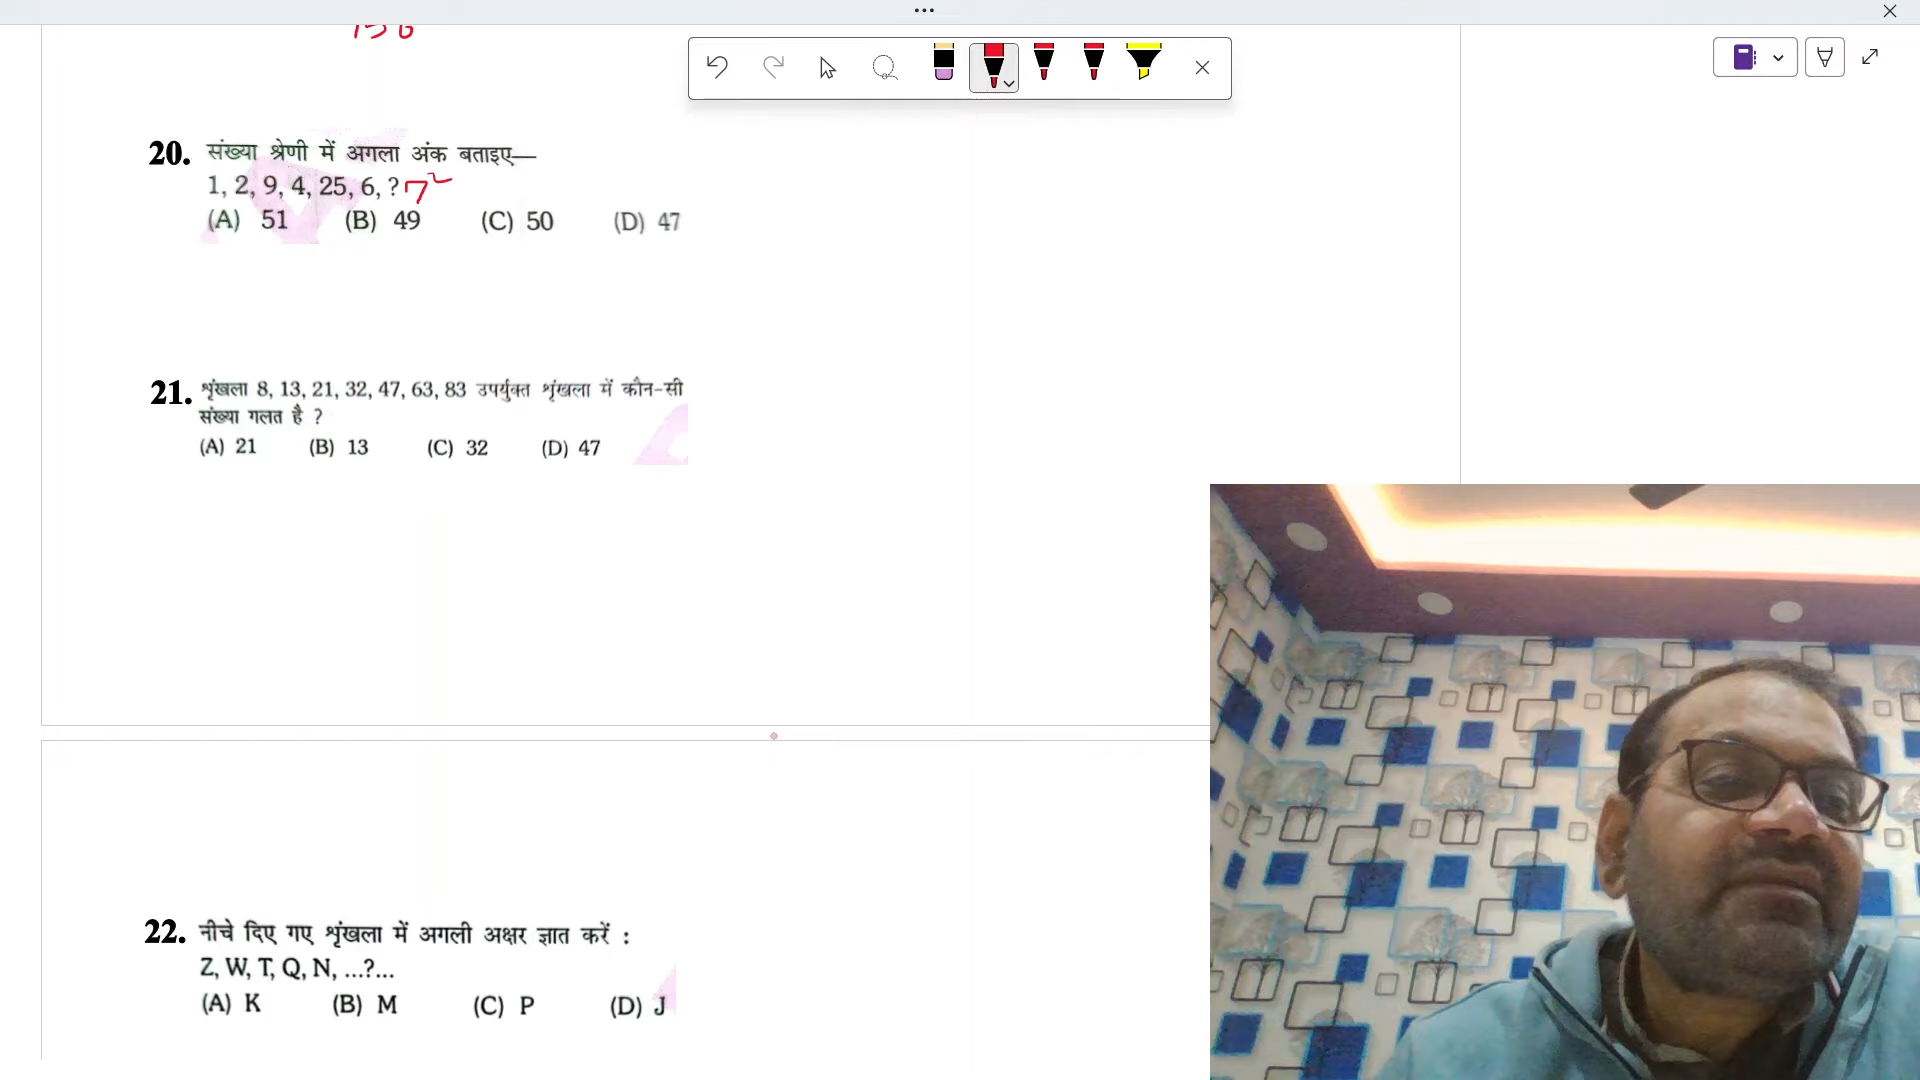 20. संख्या श्रेणी में अगला अंक बताइए—
1, 2, 9, 4, 25, 6, ? 7²
(A) 51 (B) 49 (C) 50 (D) 47
21. शृंखला 8, 13, 21, 32, 47, 63, 83 उपर्युक्त शृंखला में कौन-सी
संख्या गलत है ?
(A) 21 (B) 13 (C) 32 (D) 47
22. नीचे दिए गए शृंखला में अगली अक्षर ज्ञात करें :
Z, W, T, Q, N, ...?...
(A) K (B) M (C) P (D) J